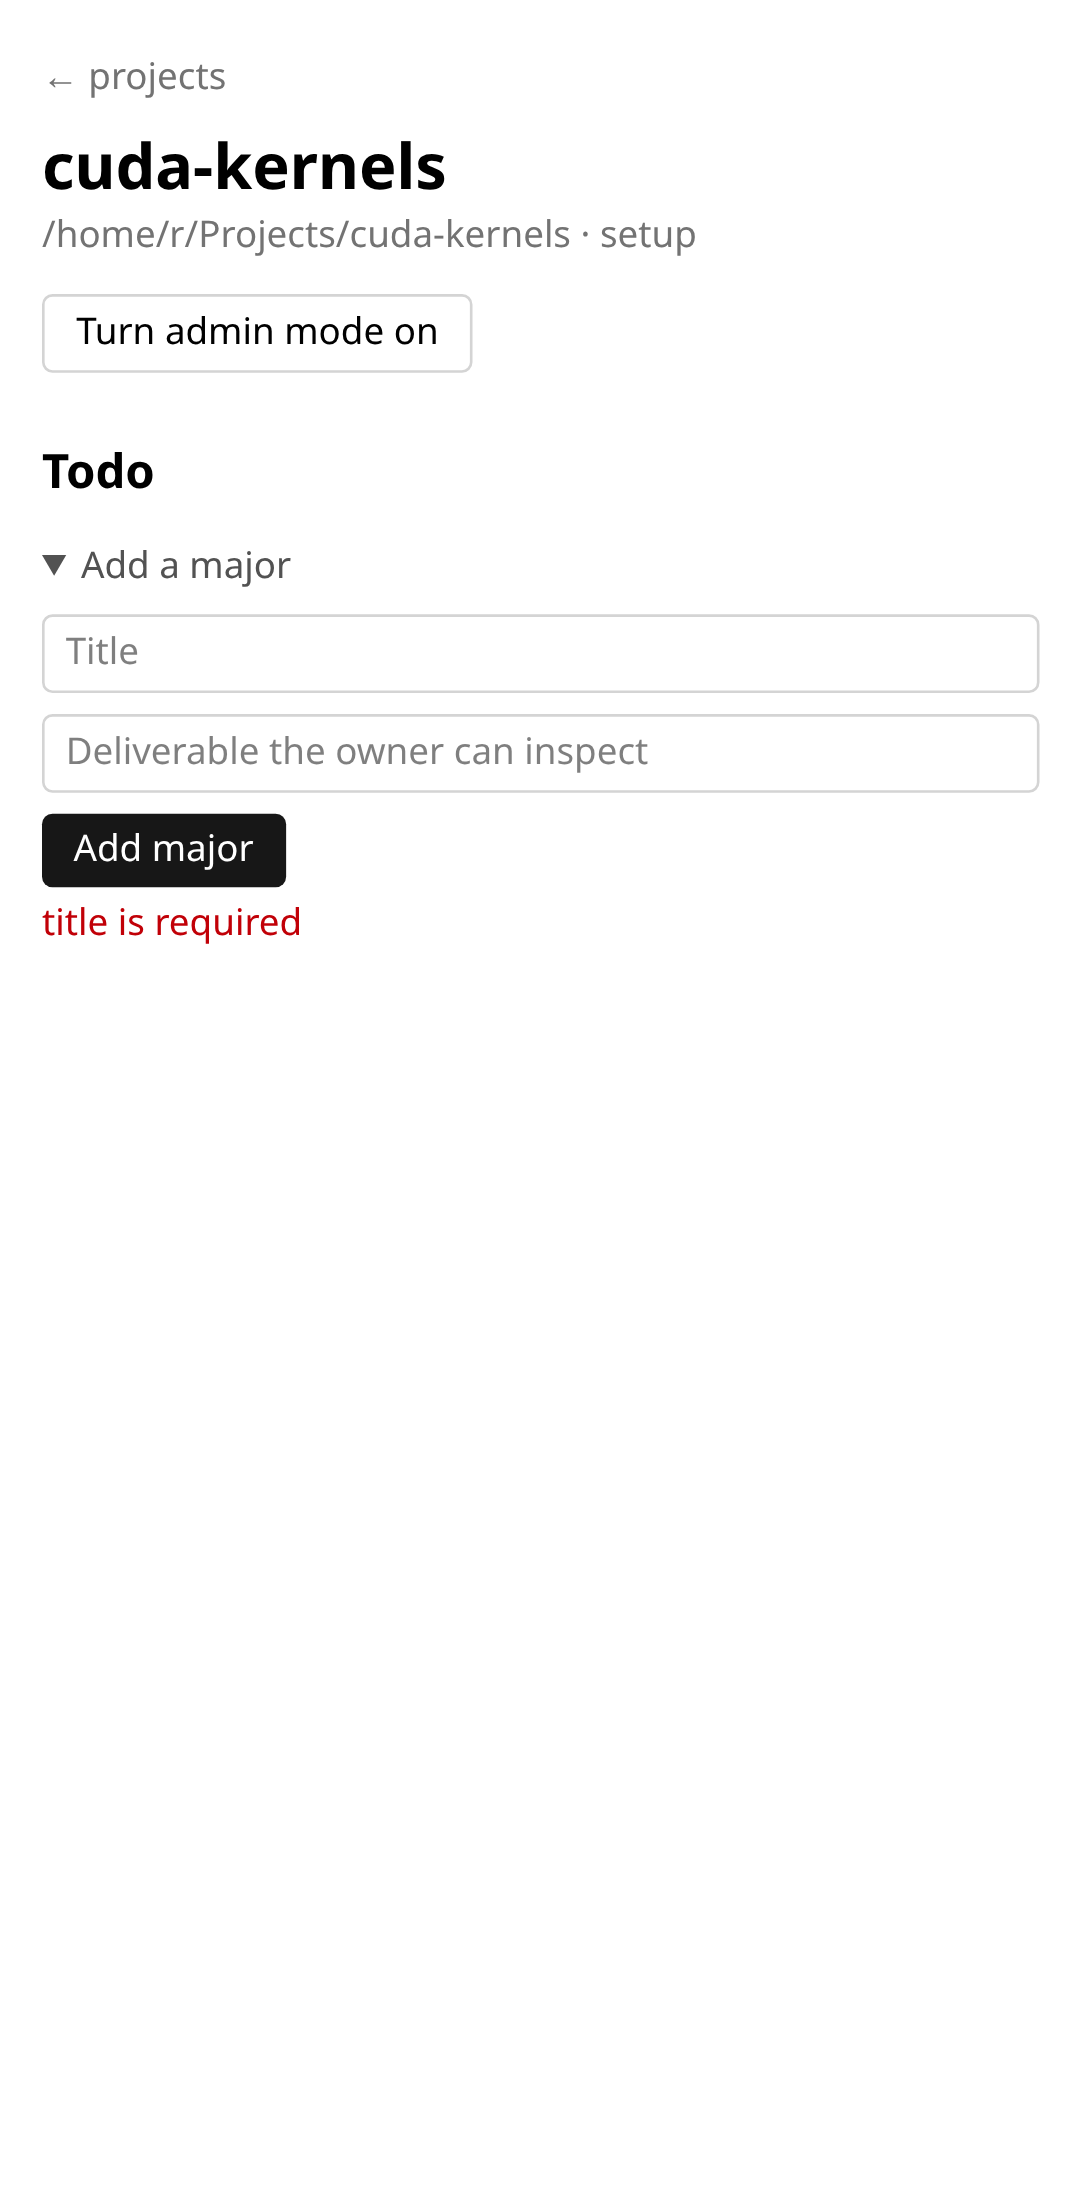 ← projects
cuda-kernels
/home/r/Projects/cuda-kernels · setup
Turn admin mode on
Todo
▼ Add a major
Title
Deliverable the owner can inspect
Add major
title is required